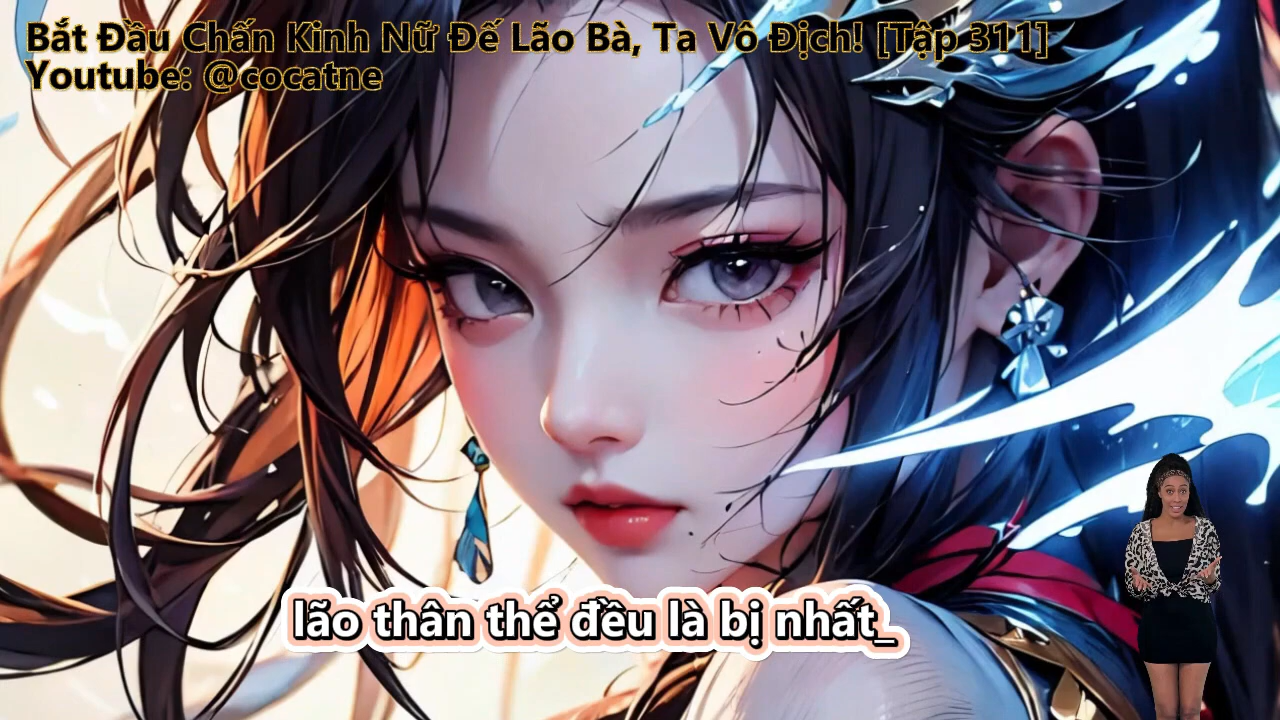 Bắt Đầu Chấn Kinh Nữ Đế Lão Bà, Ta Vô Địch! [Tập 311]
Youtube: @cocatne
lão thân thể đều là bị nhất_